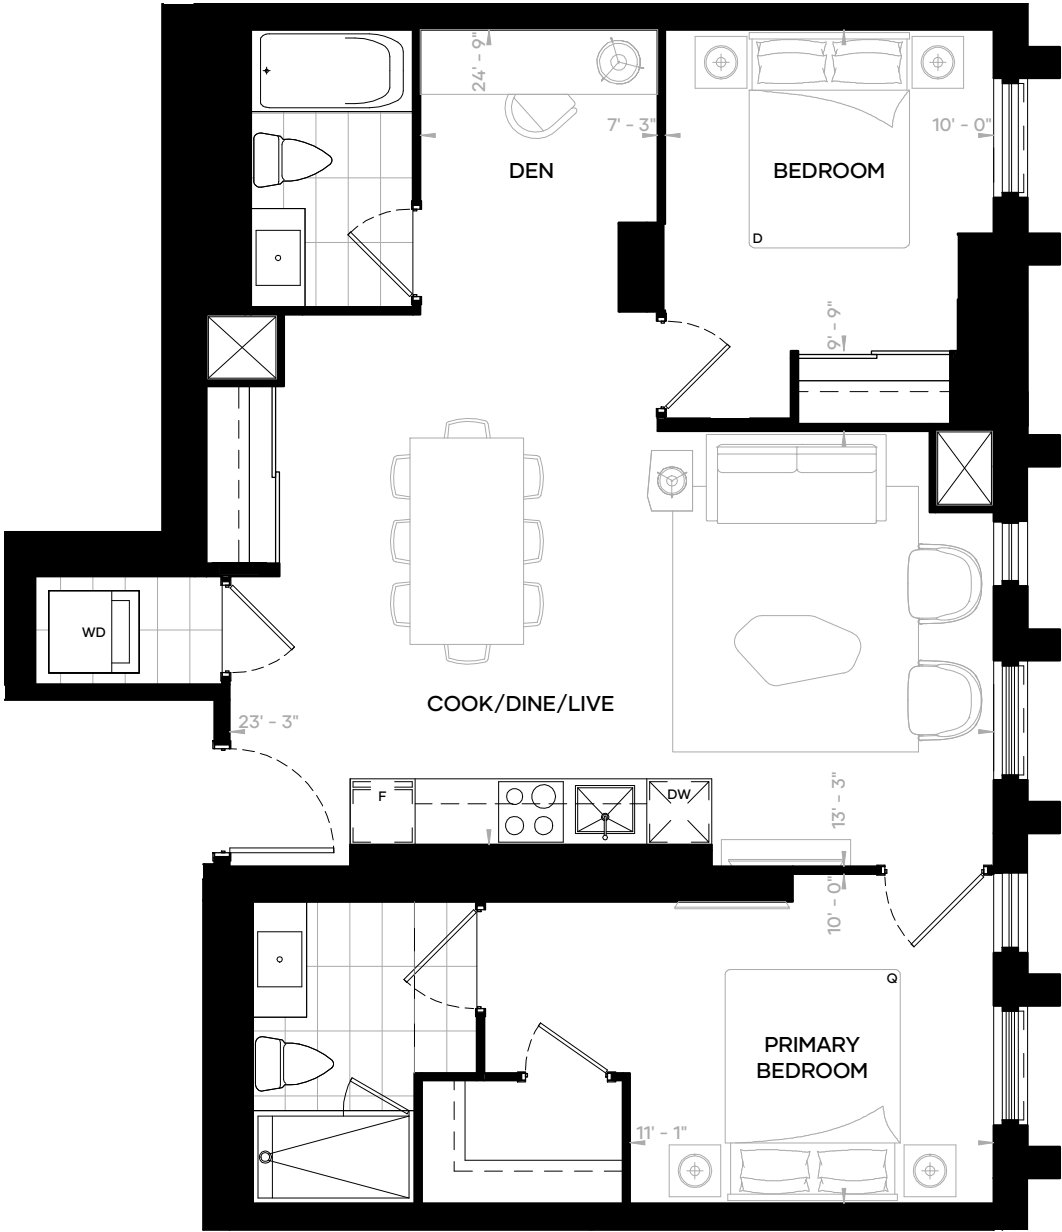 24' - 9"
7' - 3"
10' - 0"
DEN
BEDROOM
D
9' - 9"
WD
COOK/DINE/LIVE
23' - 3"
F
DW
13' - 3"
10' - 0"
Q
PRIMARY
BEDROOM
11' - 1"